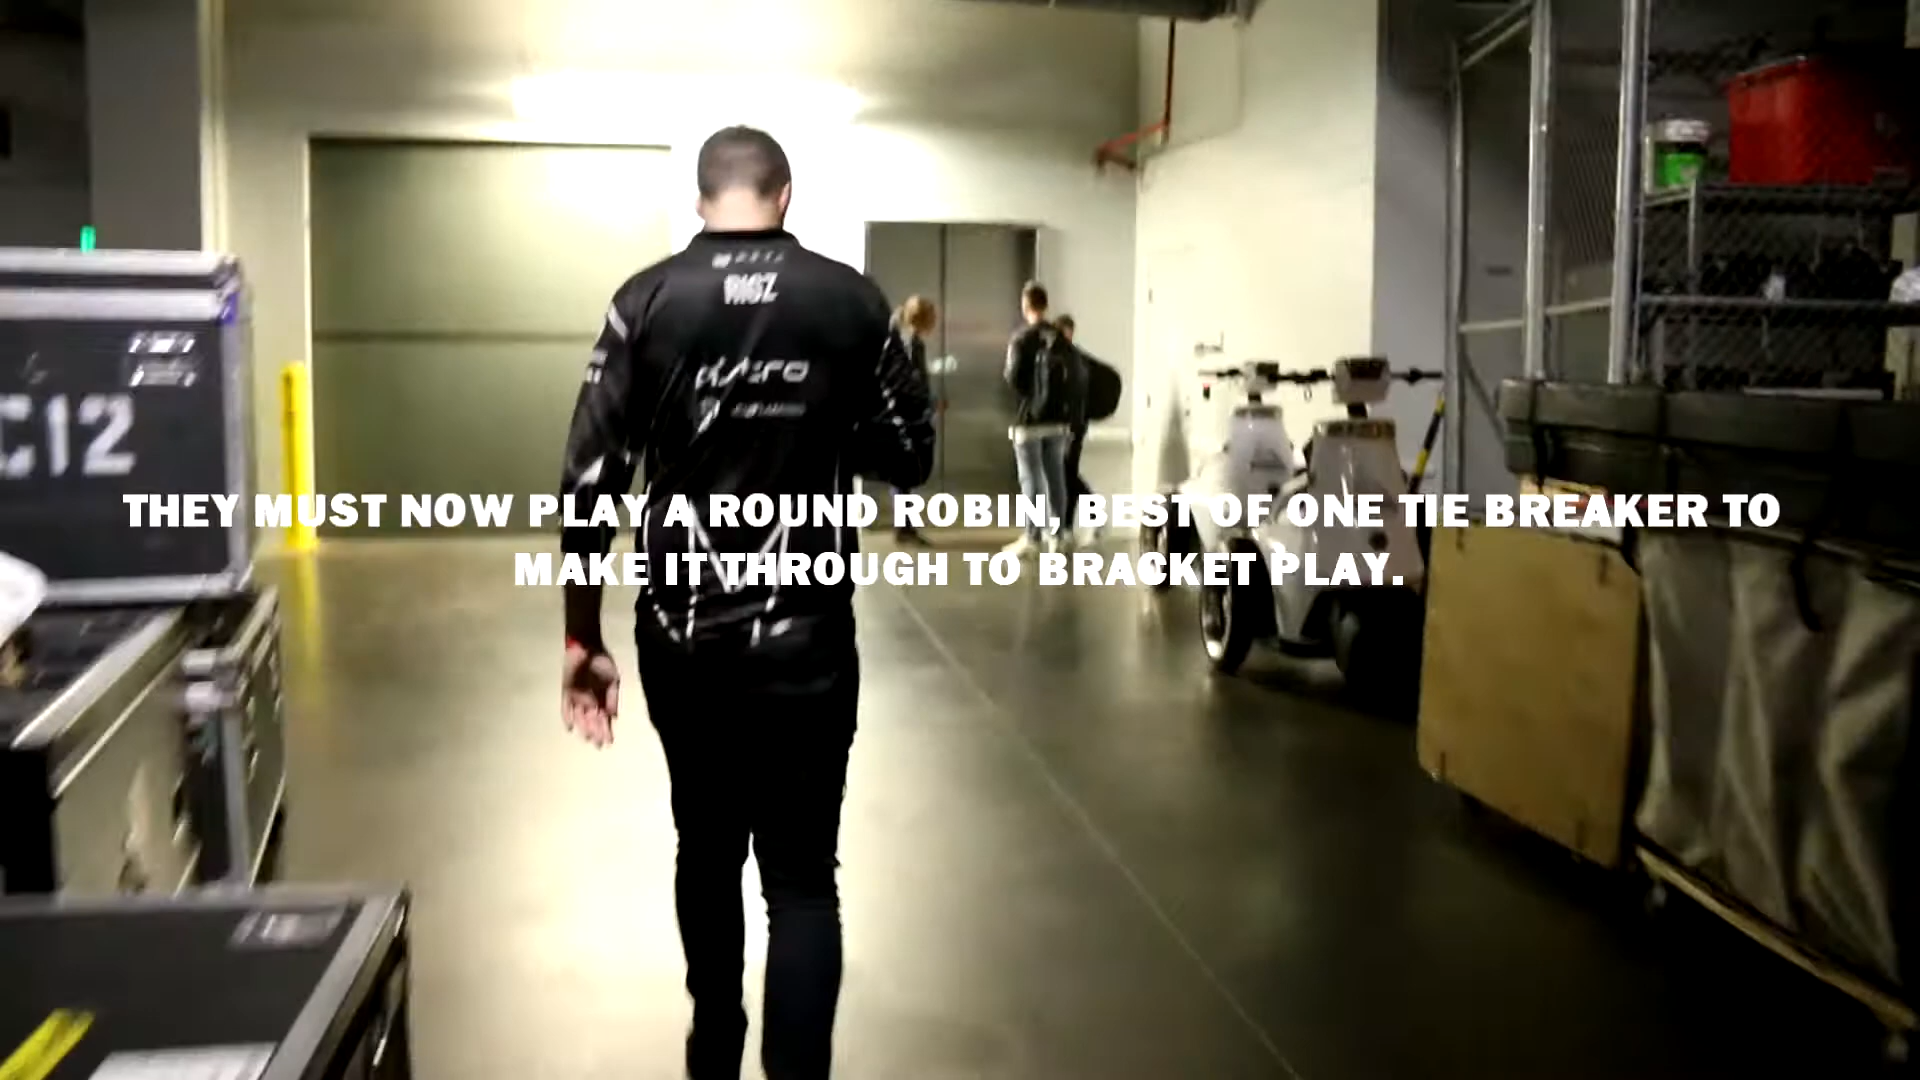 RISZ
C12
THEY MUST NOW PLAY A ROUND ROBIN, BEST OF ONE TIE BREAKER TO
MAKE IT THROUGH TO BRACKET PLAY.